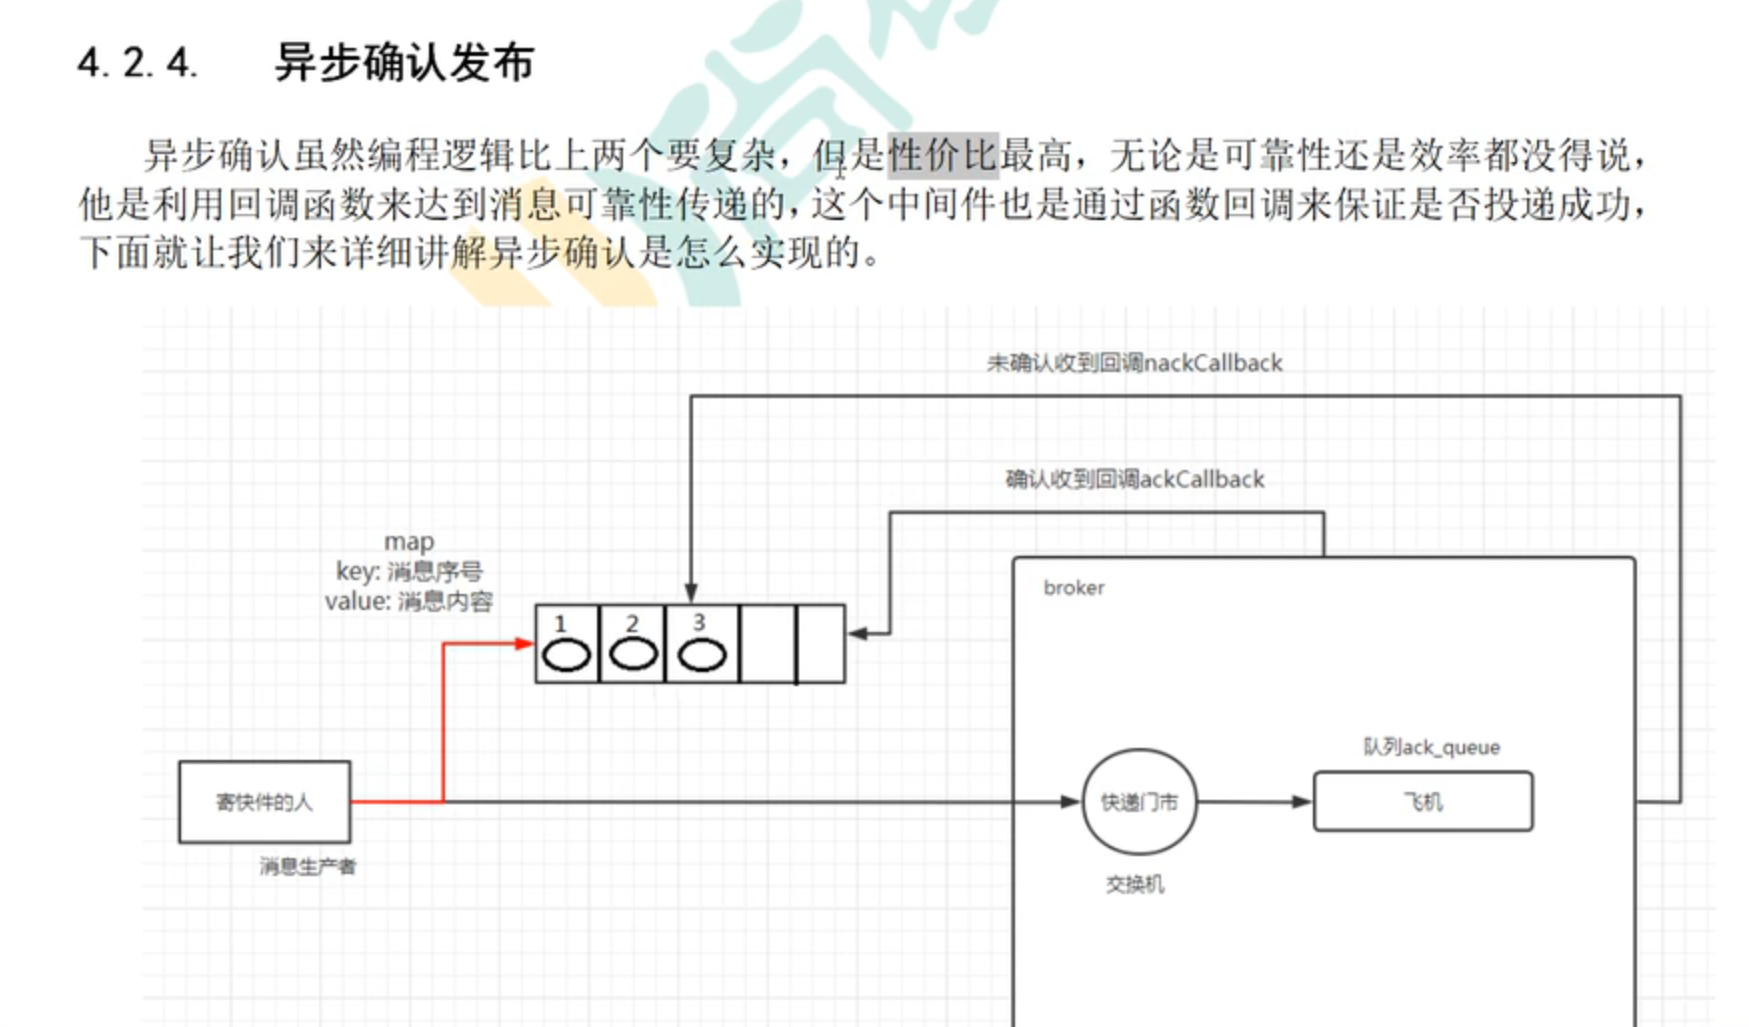 4.2.4. 异步确认发布
异步确认虽然编程逻辑比上两个要复杂，但是性价比最高，无论是可靠性还是效率都没得说，
他是利用回调函数来达到消息可靠性传递的，这个中间件也是通过函数回调来保证是否投递成功，
下面就让我们来详细讲解异步确认是怎么实现的。
未确认收到回调nackCallback
确认收到回调ackCallback
map
key: 消息序号
value: 消息内容
broker
1 2 3
队列ack_queue
寄快件的人
快递门市
飞机
消息生产者
交换机